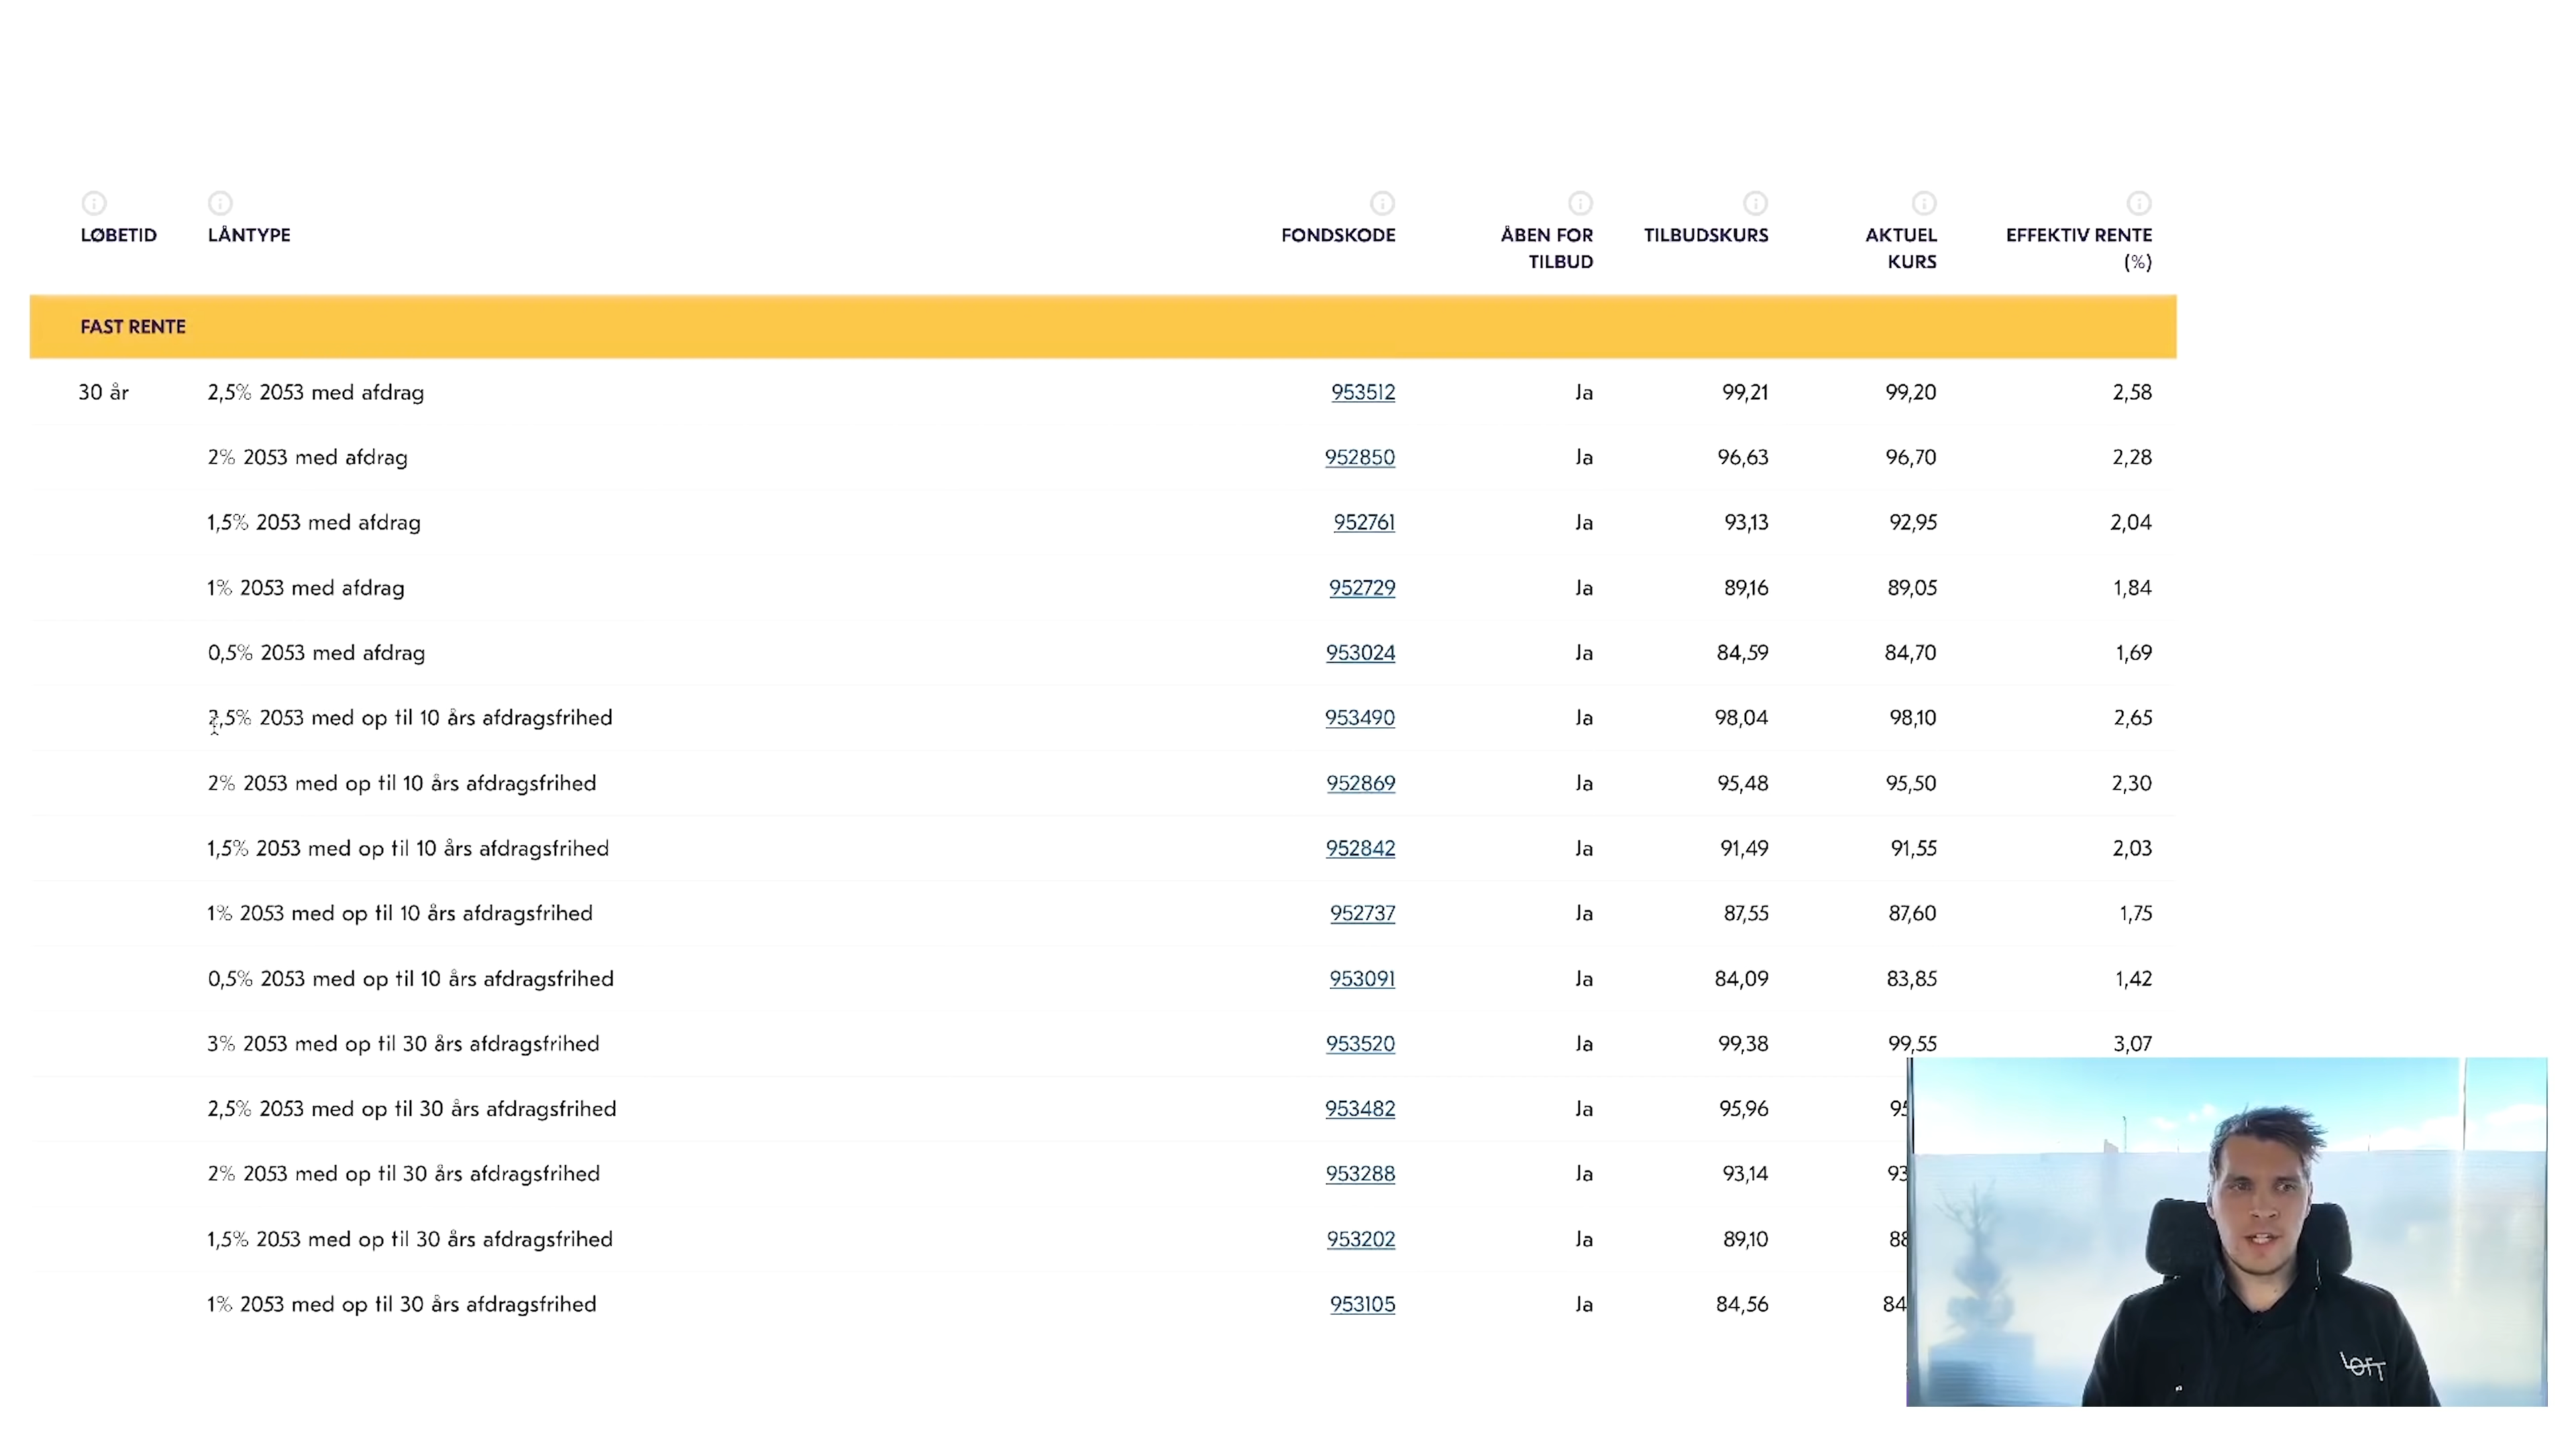 LØBETID LÅNTYPE FONDSKODE ÅBEN FOR TILBUD TILBUDSKURS AKTUEL KURS EFFEKTIV RENTE (%)
FAST RENTE
30 år 2,5% 2053 med afdrag 953512 Ja 99,21 99,20 2,58
2% 2053 med afdrag 952850 Ja 96,63 96,70 2,28
1,5% 2053 med afdrag 952761 Ja 93,13 92,95 2,04
1% 2053 med afdrag 952729 Ja 89,16 89,05 1,84
0,5% 2053 med afdrag 953024 Ja 84,59 84,70 1,69
2,5% 2053 med op til 10 års afdragsfrihed 953490 Ja 98,04 98,10 2,65
2% 2053 med op til 10 års afdragsfrihed 952869 Ja 95,48 95,50 2,30
1,5% 2053 med op til 10 års afdragsfrihed 952842 Ja 91,49 91,55 2,03
1% 2053 med op til 10 års afdragsfrihed 952737 Ja 87,55 87,60 1,75
0,5% 2053 med op til 10 års afdragsfrihed 953091 Ja 84,09 83,85 1,42
3% 2053 med op til 30 års afdragsfrihed 953520 Ja 99,38 99,55 3,07
2,5% 2053 med op til 30 års afdragsfrihed 953482 Ja 95,96
2% 2053 med op til 30 års afdragsfrihed 953288 Ja 93,14
1,5% 2053 med op til 30 års afdragsfrihed 953202 Ja 89,10
1% 2053 med op til 30 års afdragsfrihed 953105 Ja 84,56 84
LOFT